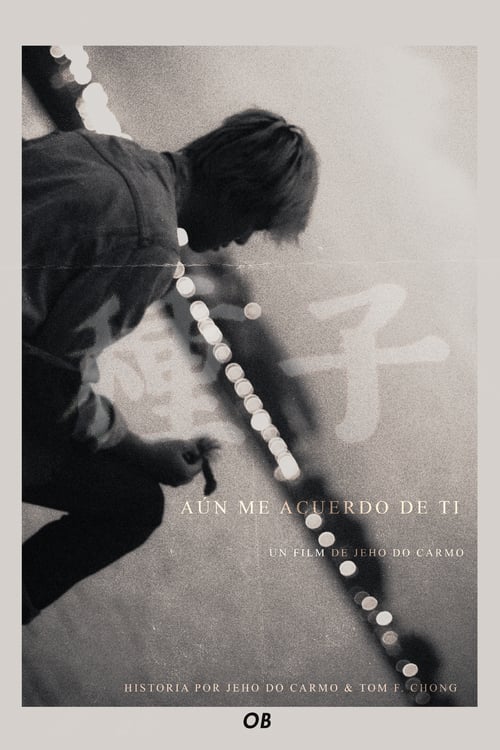 種子
AÚN ME ACUERDO DE TI
UN FILM DE JEHO DO CARMO
HISTORIA POR JEHO DO CARMO & TOM F. CHONG
OB